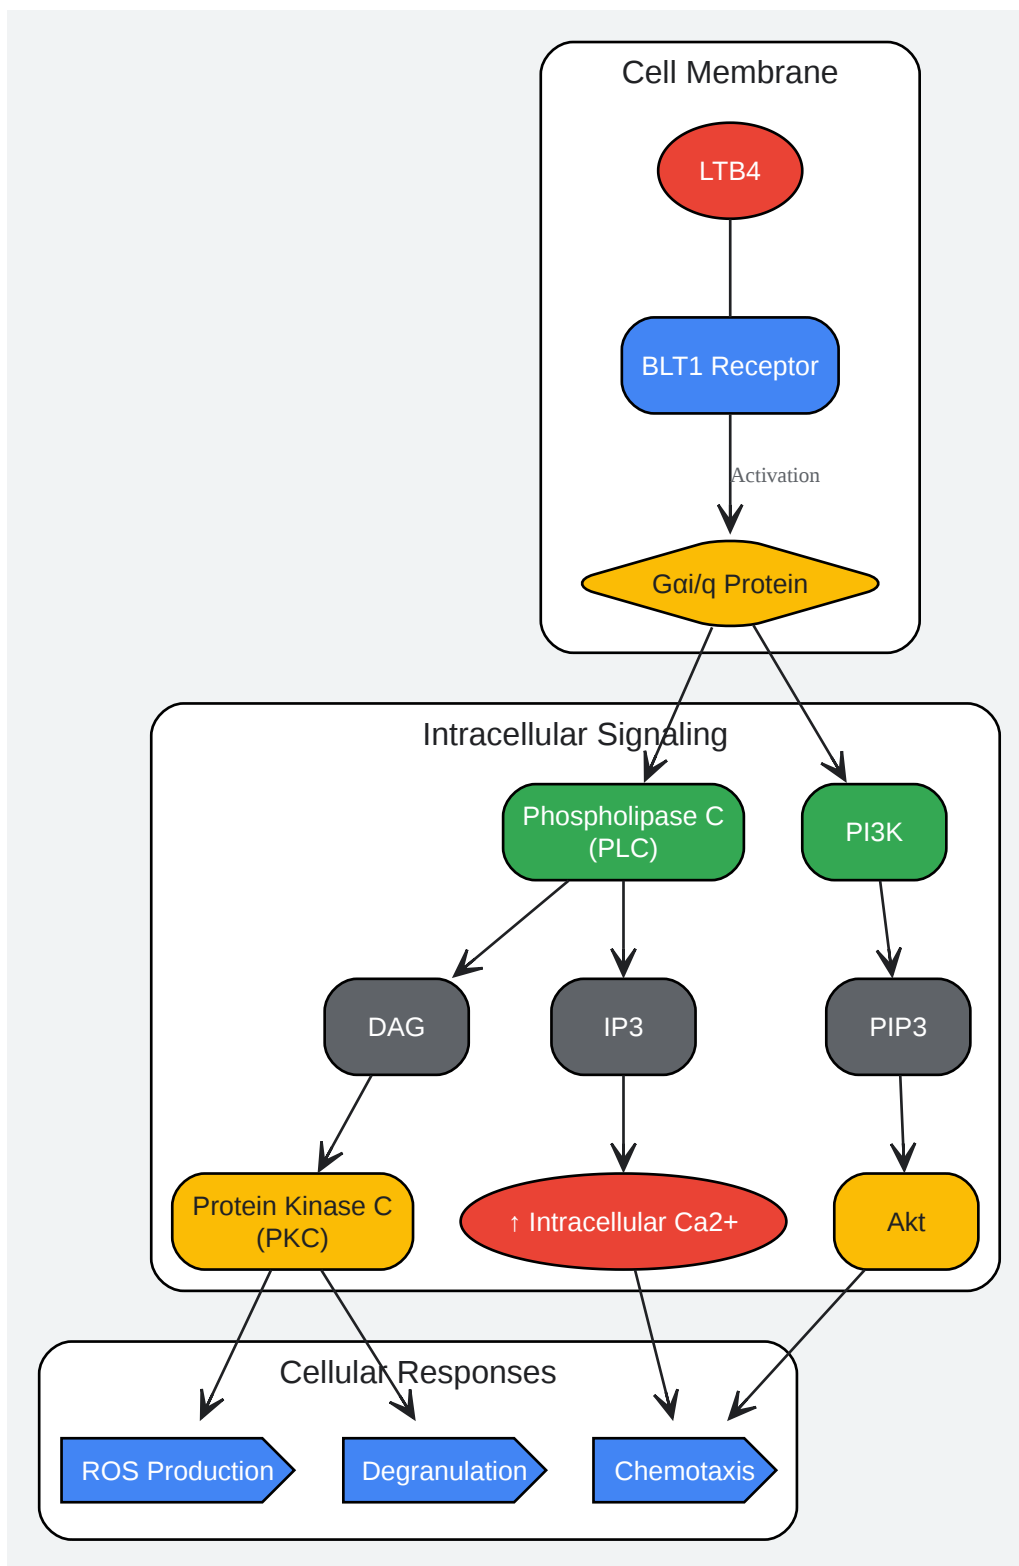 Cell Membrane
LTB4
BLT1 Receptor
Activation
Gαi/q Protein
Intracellular Signaling
Phospholipase C
(PLC)
PI3K
DAG
IP3
PIP3
Protein Kinase C
(PKC)
↑ Intracellular Ca2+
Akt
Cellular Responses
ROS Production
Degranulation
Chemotaxis